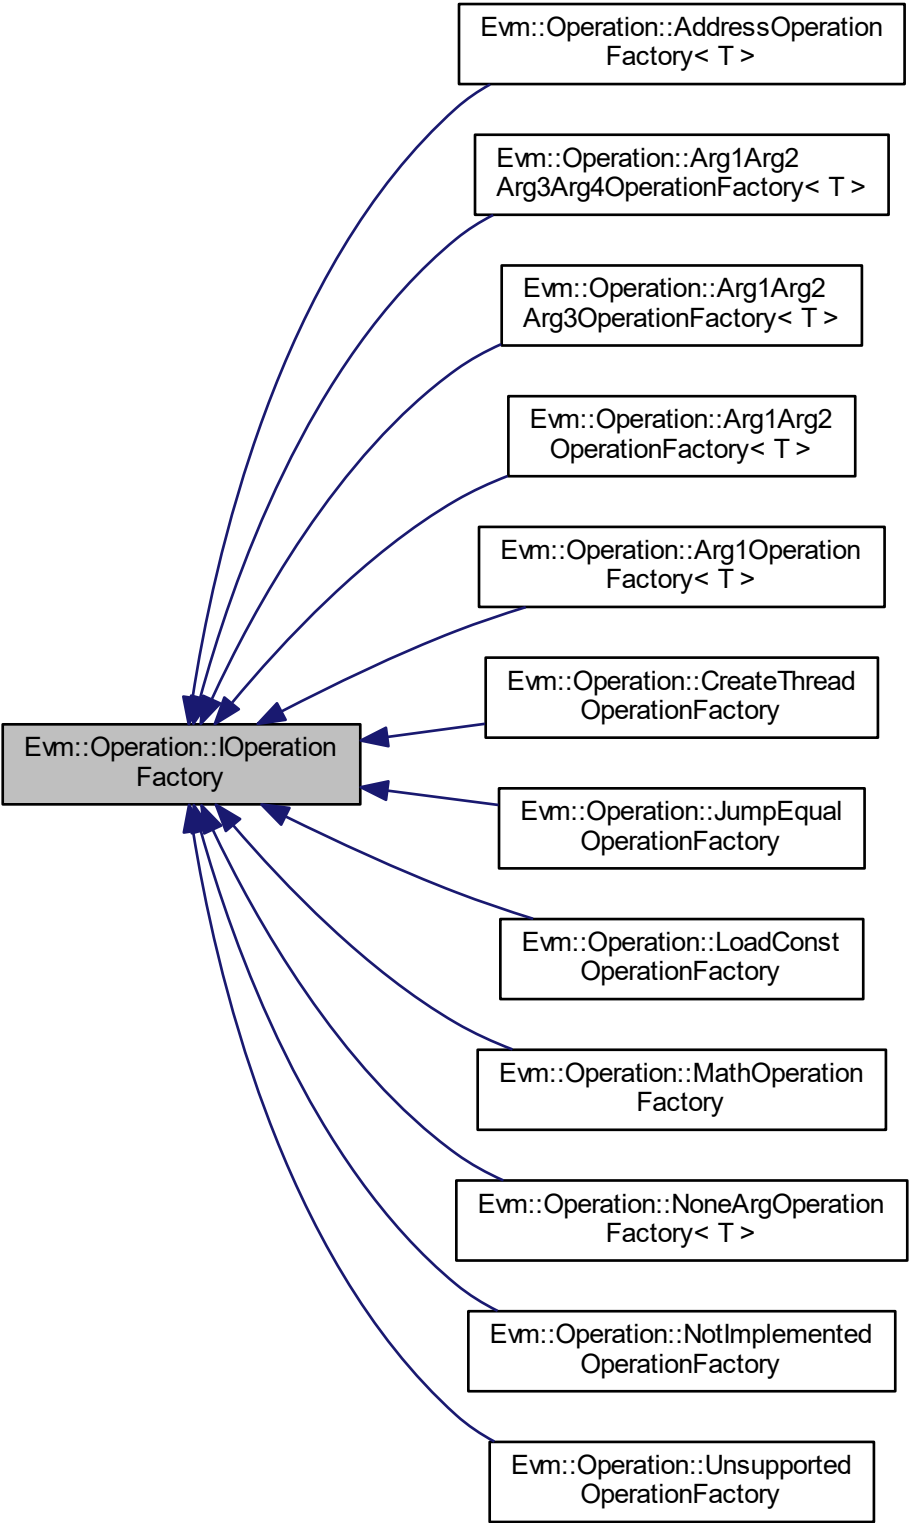 Evm::Operation::AddressOperation
Factory< T >
Evm::Operation::Arg1Arg2
Arg3Arg4OperationFactory< T >
Evm::Operation::Arg1Arg2
Arg3OperationFactory< T >
Evm::Operation::Arg1Arg2
OperationFactory< T >
Evm::Operation::Arg1Operation
Factory< T >
Evm::Operation::CreateThread
OperationFactory
Evm::Operation::IOperation
Factory
Evm::Operation::JumpEqual
OperationFactory
Evm::Operation::LoadConst
OperationFactory
Evm::Operation::MathOperation
Factory
Evm::Operation::NoneArgOperation
Factory< T >
Evm::Operation::NotImplemented
OperationFactory
Evm::Operation::Unsupported
OperationFactory